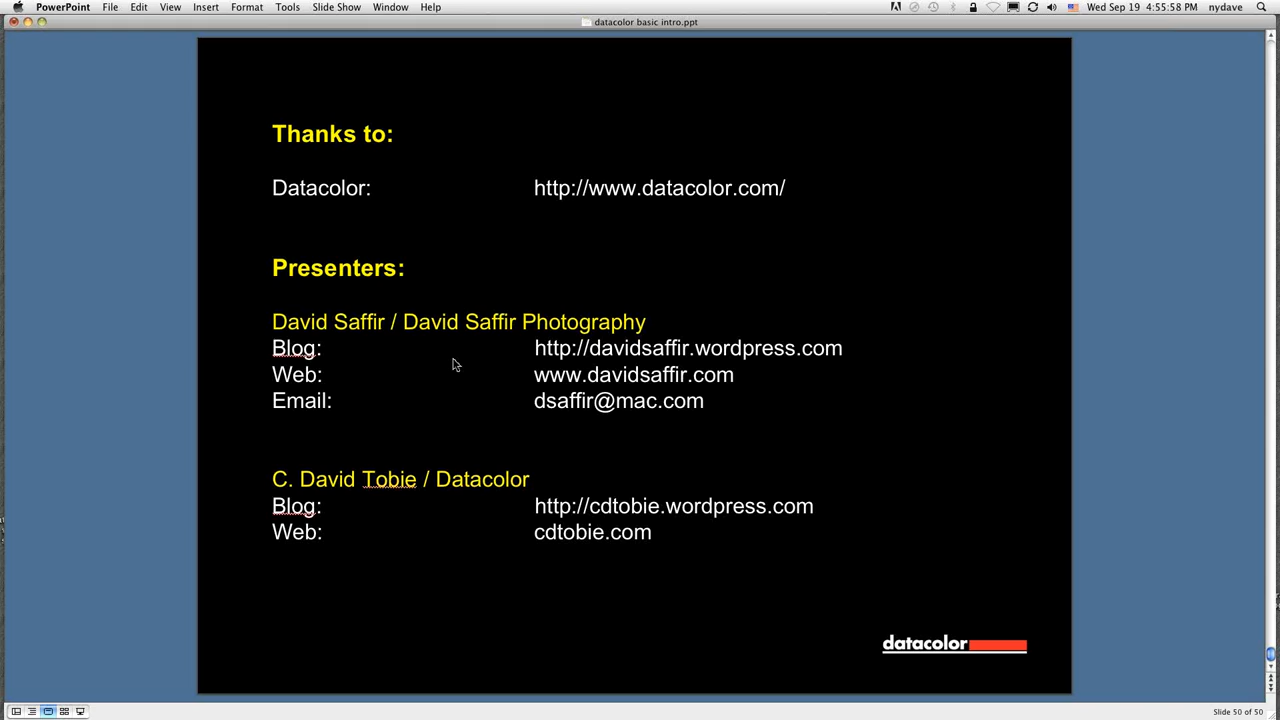 PowerPoint File Edit View Insert Format Tools Slide Show Window Help Wed Sep 19 4:55:58 PM nydave
datacolor basic intro.ppt
Thanks to:
Datacolor: http://www.datacolor.com/
Presenters:
David Saffir / David Saffir Photography
Blog: http://davidsaffir.wordpress.com
Web: www.davidsaffir.com
Email: dsaffir@mac.com
C. David Tobie / Datacolor
Blog: http://cdtobie.wordpress.com
Web: cdtobie.com
datacolor
Slide 50 of 50